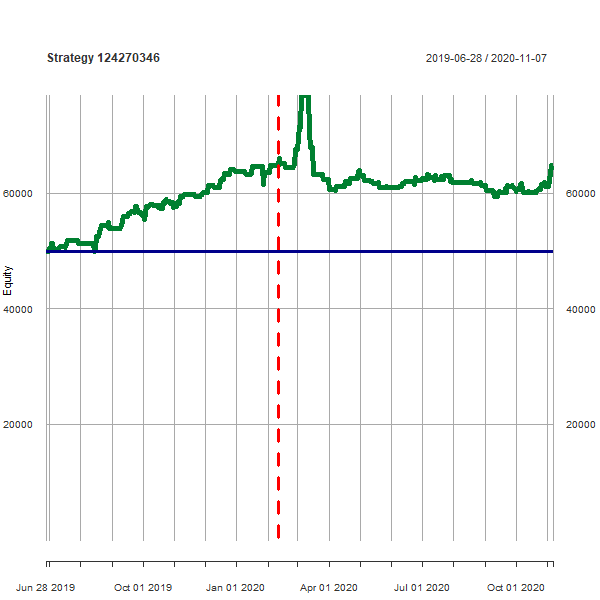 Strategy 124270346
2019-06-28 / 2020-11-07
60000
60000
Equity
40000
40000
20000
20000
Jun 28 2019
Oct 01 2019
Jan 01 2020
Apr 01 2020
Jul 01 2020
Oct 01 2020